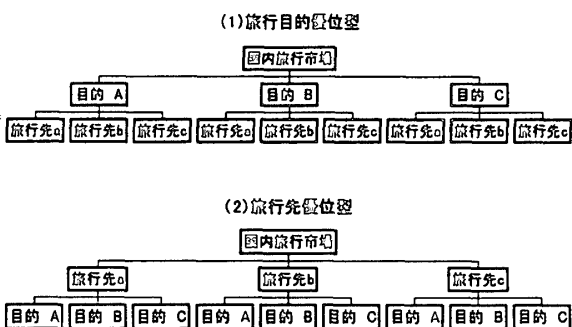 (1)旅行目的優位型
国内旅行市場
目的 A 目的 B 目的 C
旅行先a 旅行先b 旅行先c 旅行先a 旅行先b 旅行先c 旅行先a 旅行先b 旅行先c
(2)旅行先優位型
国内旅行市場
旅行先a 旅行先b 旅行先c
目的 A 目的 B 目的 C 目的 A 目的 B 目的 C 目的 A 目的 B 目的 C